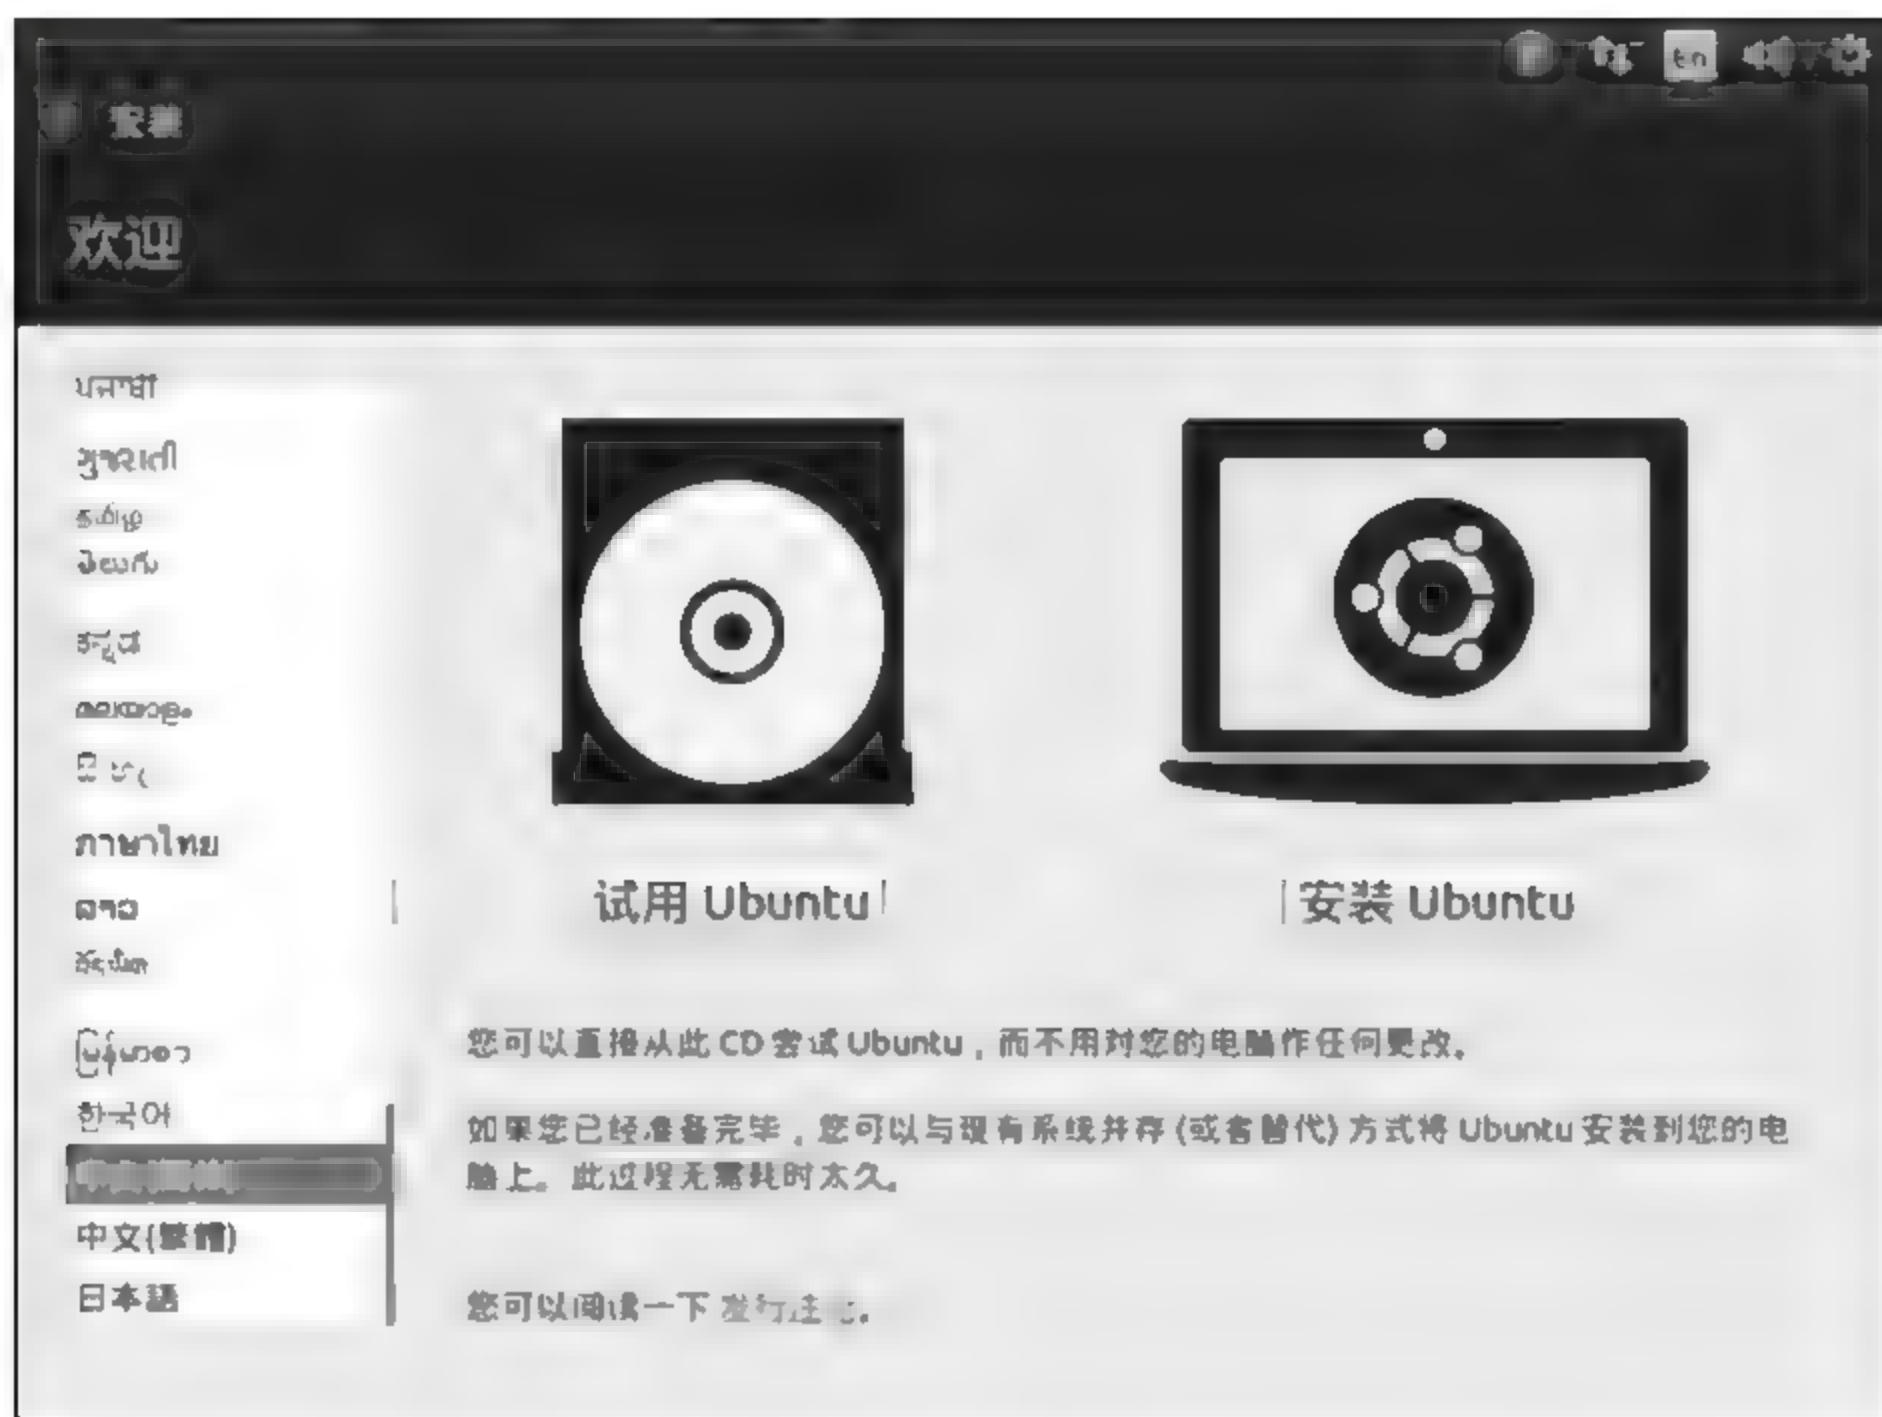 En
安装
欢迎
ਪੰਜਾਬੀ
ગુજરાતી
தமிழ்
తెలుగు
ಕನ್ನಡ
മലയാളം
ภาษาไทย
ລາວ
မြန်မာစာ
한국어
中文(繁體)
日本語
试用 Ubuntu
安装 Ubuntu
您可以直接从此 CD 尝试 Ubuntu，而不用对您的电脑作任何更改。
如果您已经准备完毕，您可以与现有系统并存 (或者替代) 方式将 Ubuntu 安装到您的电
脑上。此过程无需耗时太久。
您可以阅读一下 发行注记。